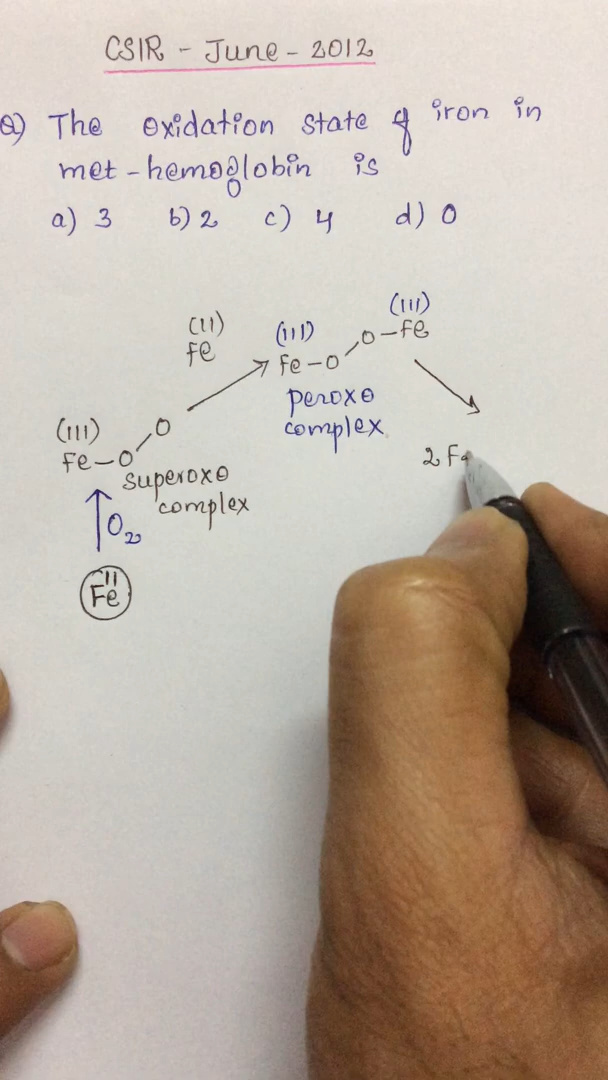 CSIR - June - 2012
Q) The oxidation state of iron in
met-hemoglobin is
a) 3 b) 2 c) 4 d) 0
(III)
(II)
(III)
O-Fe
Fe
Fe-O
peroxo
complex
(III)
O
Fe-O
superoxo
complex
2 Fe
O2
II
Fe